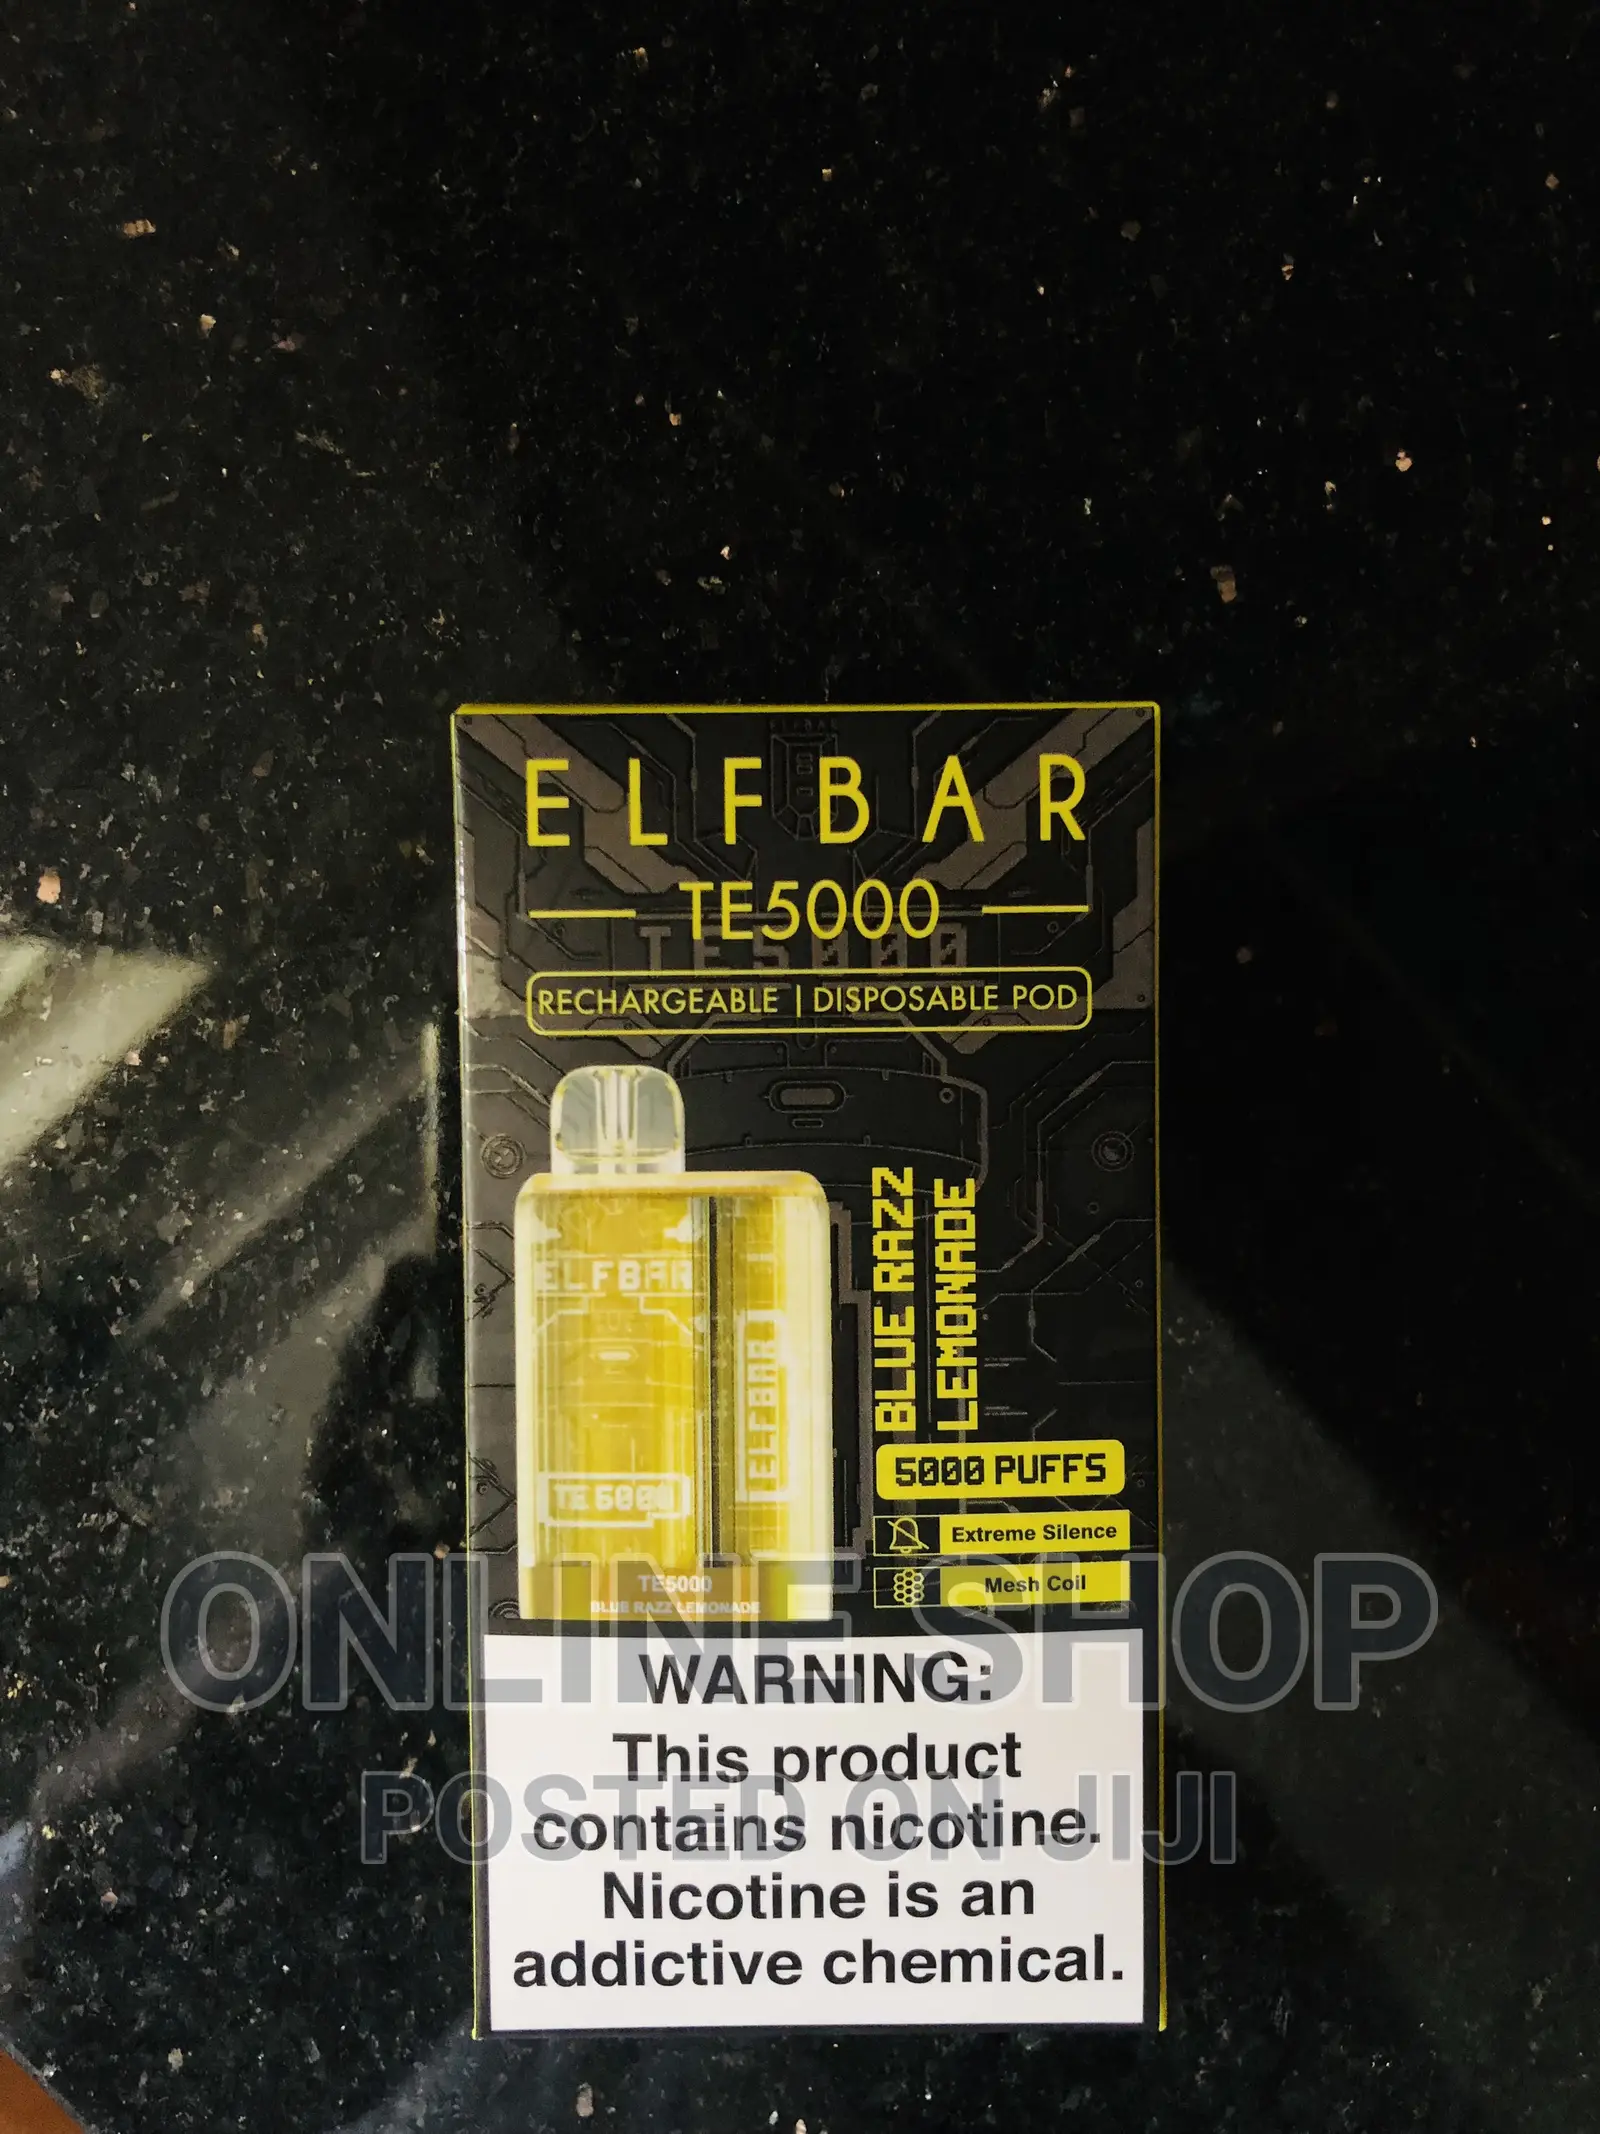 ELFBAR
TE5000
RECHARGEABLE | DISPOSABLE POD
BLUE RAZZ
LEMONADE
ELFBAR
ELFBAR
TE5000
5000 PUFFS
Extreme Silence
Mesh Coil
TE5000
BLUE RAZZ LEMONADE
ONLINE SHOP
WARNING:
This product
POSTED ON JIJI
contains nicotine.
Nicotine is an
addictive chemical.